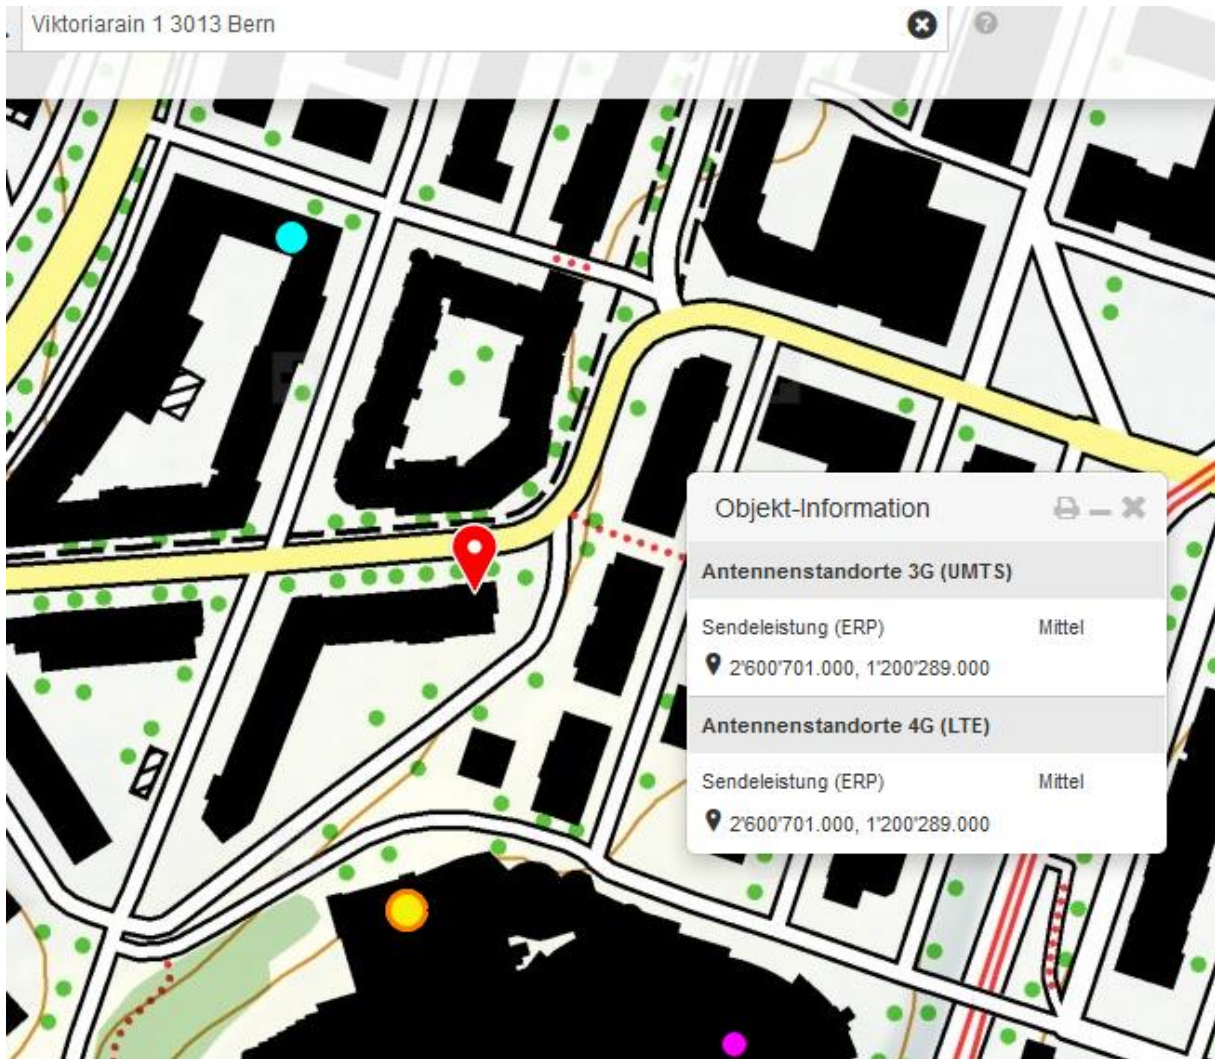 Viktoriarain 1 3013 Bern
?
Objekt-Information
Antennenstandorte 3G (UMTS)
Sendeleistung (ERP) Mittel
2'600'701.000, 1'200'289.000
Antennenstandorte 4G (LTE)
Sendeleistung (ERP) Mittel
2'600'701.000, 1'200'289.000